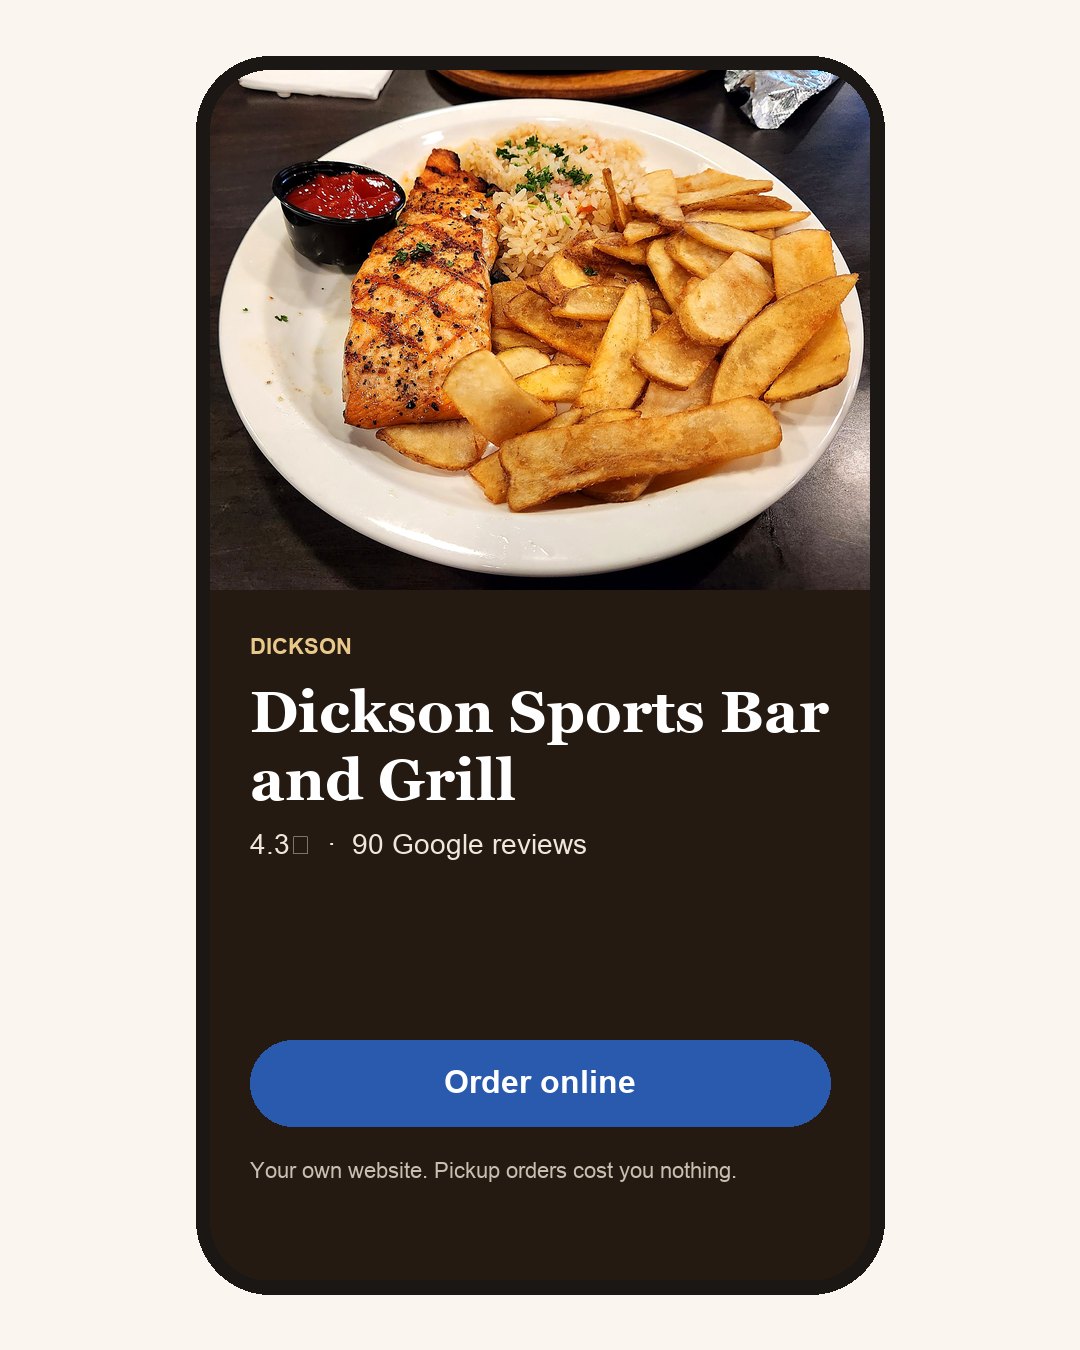 DICKSON
Dickson Sports Bar
and Grill
4.3□ · 90 Google reviews
Order online
Your own website. Pickup orders cost you nothing.